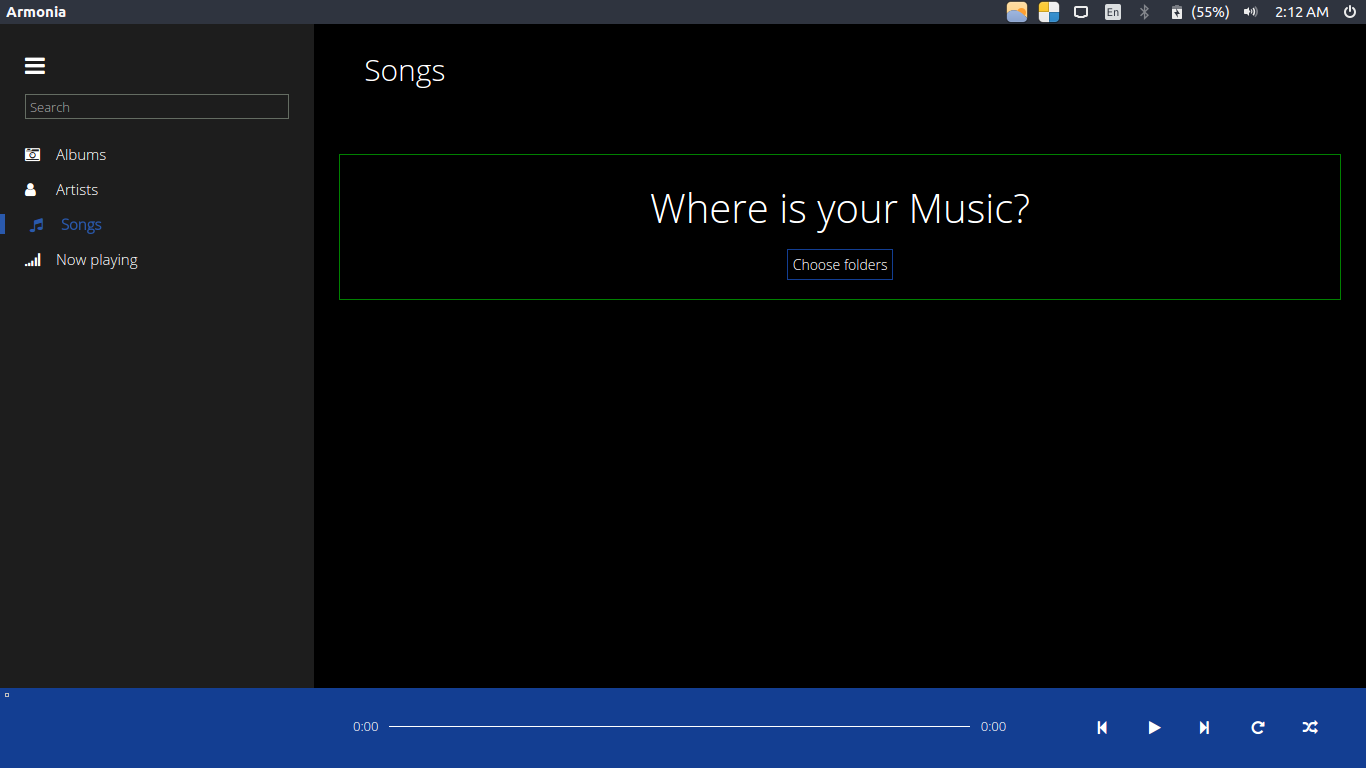 Armonia
En
(55%)
2:12 AM
Search
Albums
Artists
Songs
Now playing
Songs
Where is your Music?
Choose folders
0:00
0:00